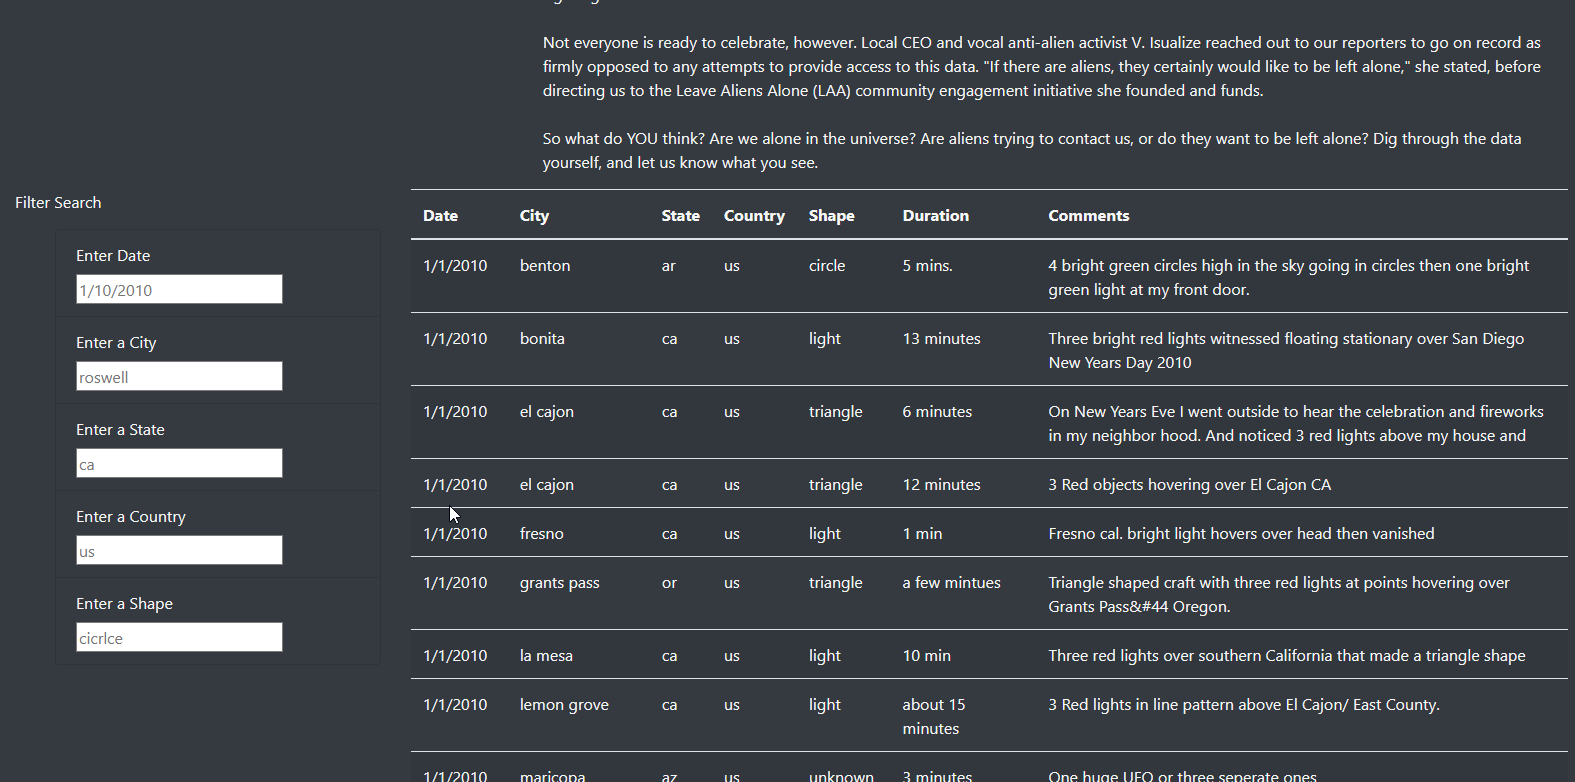 Not everyone is ready to celebrate, however. Local CEO and vocal anti-alien activist V. Isualize reached out to our reporters to go on record as
firmly opposed to any attempts to provide access to this data. "If there are aliens, they certainly would like to be left alone," she stated, before
directing us to the Leave Aliens Alone (LAA) community engagement initiative she founded and funds.
So what do YOU think? Are we alone in the universe? Are aliens trying to contact us, or do they want to be left alone? Dig through the data
yourself, and let us know what you see.
Filter Search
Enter Date
1/10/2010
Enter a City
roswell
Enter a State
ca
Enter a Country
us
Enter a Shape
cicrlce
Date City State Country Shape Duration Comments
1/1/2010 benton ar us circle 5 mins. 4 bright green circles high in the sky going in circles then one bright
green light at my front door.
1/1/2010 bonita ca us light 13 minutes Three bright red lights witnessed floating stationary over San Diego
New Years Day 2010
1/1/2010 el cajon ca us triangle 6 minutes On New Years Eve I went outside to hear the celebration and fireworks
in my neighbor hood. And noticed 3 red lights above my house and
1/1/2010 el cajon ca us triangle 12 minutes 3 Red objects hovering over El Cajon CA
1/1/2010 fresno ca us light 1 min Fresno cal. bright light hovers over head then vanished
1/1/2010 grants pass or us triangle a few mintues Triangle shaped craft with three red lights at points hovering over
Grants Pass&#44 Oregon.
1/1/2010 la mesa ca us light 10 min Three red lights over southern California that made a triangle shape
1/1/2010 lemon grove ca us light about 15 3 Red lights in line pattern above El Cajon/ East County.
minutes
1/1/2010 maricopa az us unknown 3 minutes One huge UFO or three seperate ones